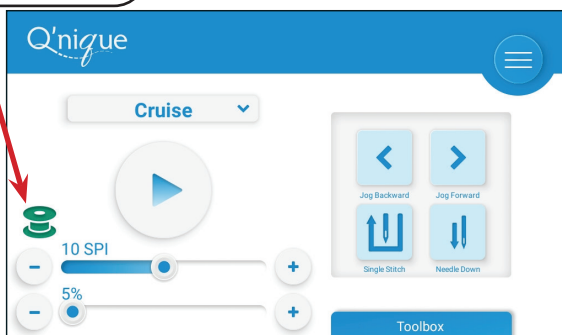 Q'nique
Cruise
Jog Backward
Jog Forward
Single Stitch
Needle Down
10 SPI
5%
Toolbox